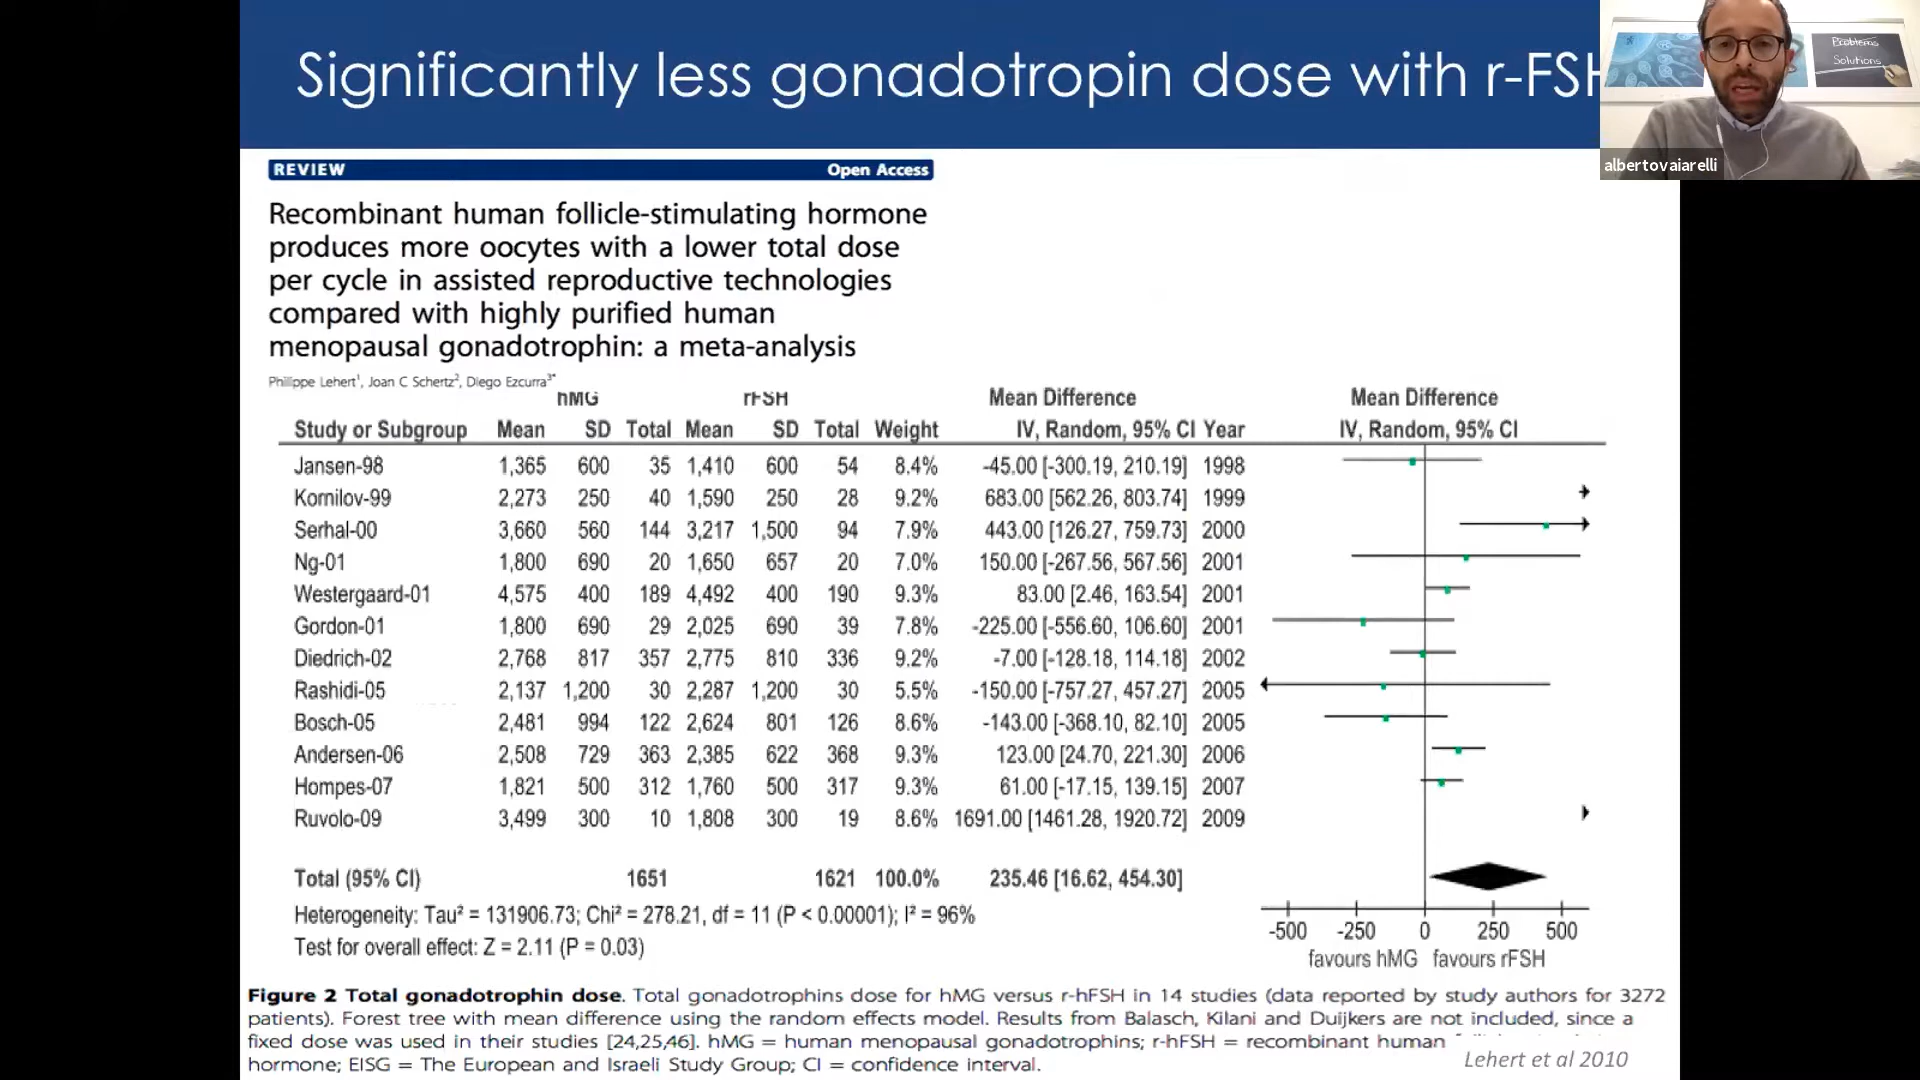 Significantly less gonadotropin dose with r-FSH
Problems
Solutions
albertovaiarelli
REVIEW Open Access
Recombinant human follicle-stimulating hormone
produces more oocytes with a lower total dose
per cycle in assisted reproductive technologies
compared with highly purified human
menopausal gonadotrophin: a meta-analysis
Philippe Lehert¹, Joan C Schertz², Diego Ezcurra³*
hMG rFSH Mean Difference Mean Difference
Study or Subgroup Mean SD Total Mean SD Total Weight IV, Random, 95% CI Year IV, Random, 95% CI
Jansen-98 1,365 600 35 1,410 600 54 8.4% -45.00 [-300.19, 210.19] 1998
Kornilov-99 2,273 250 40 1,590 250 28 9.2% 683.00 [562.26, 803.74] 1999
Serhal-00 3,660 560 144 3,217 1,500 94 7.9% 443.00 [126.27, 759.73] 2000
Ng-01 1,800 690 20 1,650 657 20 7.0% 150.00 [-267.56, 567.56] 2001
Westergaard-01 4,575 400 189 4,492 400 190 9.3% 83.00 [2.46, 163.54] 2001
Gordon-01 1,800 690 29 2,025 690 39 7.8% -225.00 [-556.60, 106.60] 2001
Diedrich-02 2,768 817 357 2,775 810 336 9.2% -7.00 [-128.18, 114.18] 2002
Rashidi-05 2,137 1,200 30 2,287 1,200 30 5.5% -150.00 [-757.27, 457.27] 2005
Bosch-05 2,481 994 122 2,624 801 126 8.6% -143.00 [-368.10, 82.10] 2005
Andersen-06 2,508 729 363 2,385 622 368 9.3% 123.00 [24.70, 221.30] 2006
Hompes-07 1,821 500 312 1,760 500 317 9.3% 61.00 [-17.15, 139.15] 2007
Ruvolo-09 3,499 300 10 1,808 300 19 8.6% 1691.00 [1461.28, 1920.72] 2009
Total (95% CI) 1651 1621 100.0% 235.46 [16.62, 454.30]
Heterogeneity: Tau² = 131906.73; Chi² = 278.21, df = 11 (P < 0.00001); I² = 96%
Test for overall effect: Z = 2.11 (P = 0.03)
-500 -250 0 250 500
favours hMG favours rFSH
Figure 2 Total gonadotrophin dose. Total gonadotrophins dose for hMG versus r-hFSH in 14 studies (data reported by study authors for 3272
patients). Forest tree with mean difference using the random effects model. Results from Balasch, Kilani and Duijkers are not included, since a
fixed dose was used in their studies [24,25,46]. hMG = human menopausal gonadotrophins; r-hFSH = recombinant human
hormone; EISG = The European and Israeli Study Group; CI = confidence interval.
Lehert et al 2010